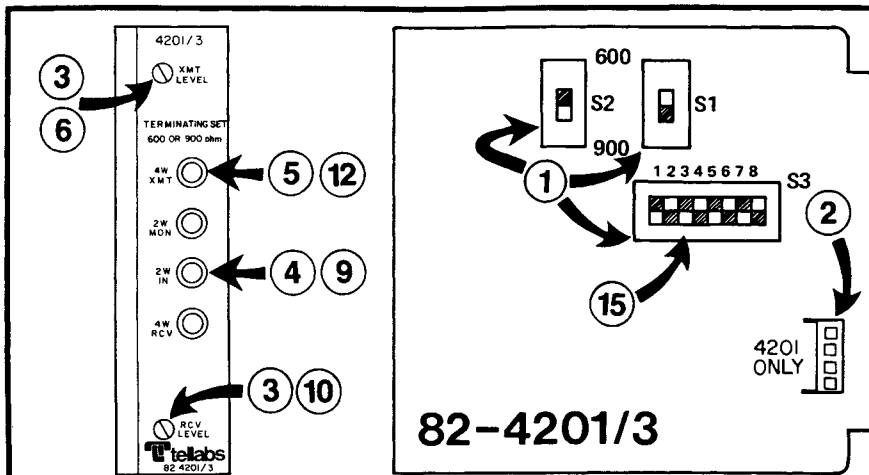 4201/3
XMT
LEVEL
TERMINATING SET
600 OR 900 ohm
4W
XMT
2W
MON
2W
IN
4W
RCV
RCV
LEVEL
tellabs
82 4201/3
3
6
5 12
4 9
3 10
600
S2
S1
900
1
1 2 3 4 5 6 7 8
S3
2
15
4201
ONLY
82-4201/3